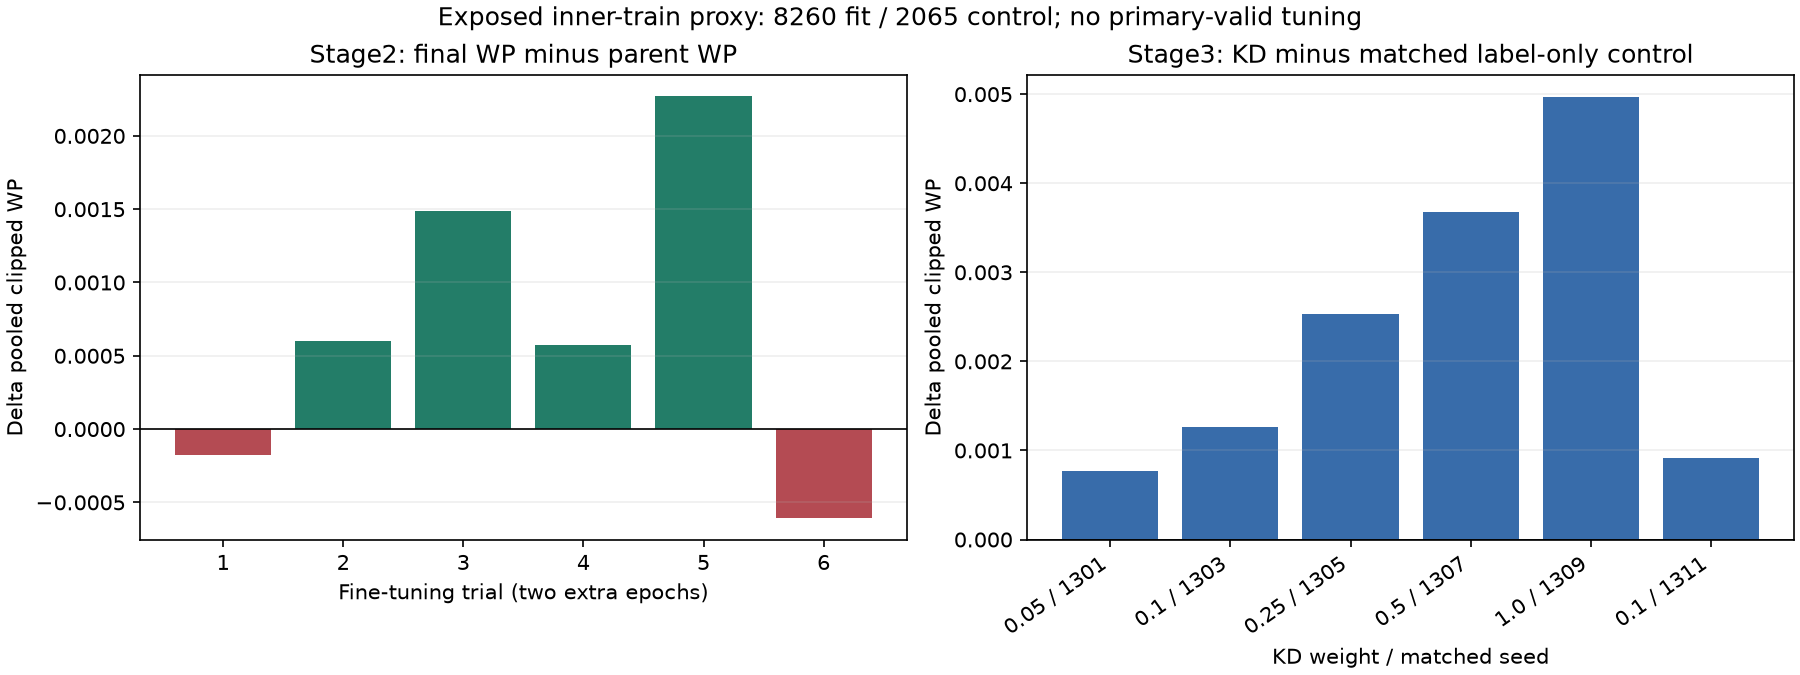 Exposed inner-train proxy: 8260 fit / 2065 control; no primary-valid tuning
Stage2: final WP minus parent WP
Delta pooled clipped WP
0.0020
0.0015
0.0010
0.0005
0.0000
−0.0005
1 2 3 4 5 6
Fine-tuning trial (two extra epochs)
Stage3: KD minus matched label-only control
Delta pooled clipped WP
0.005
0.004
0.003
0.002
0.001
0.000
0.05 / 1301
0.1 / 1303
0.25 / 1305
0.5 / 1307
1.0 / 1309
0.1 / 1311
KD weight / matched seed